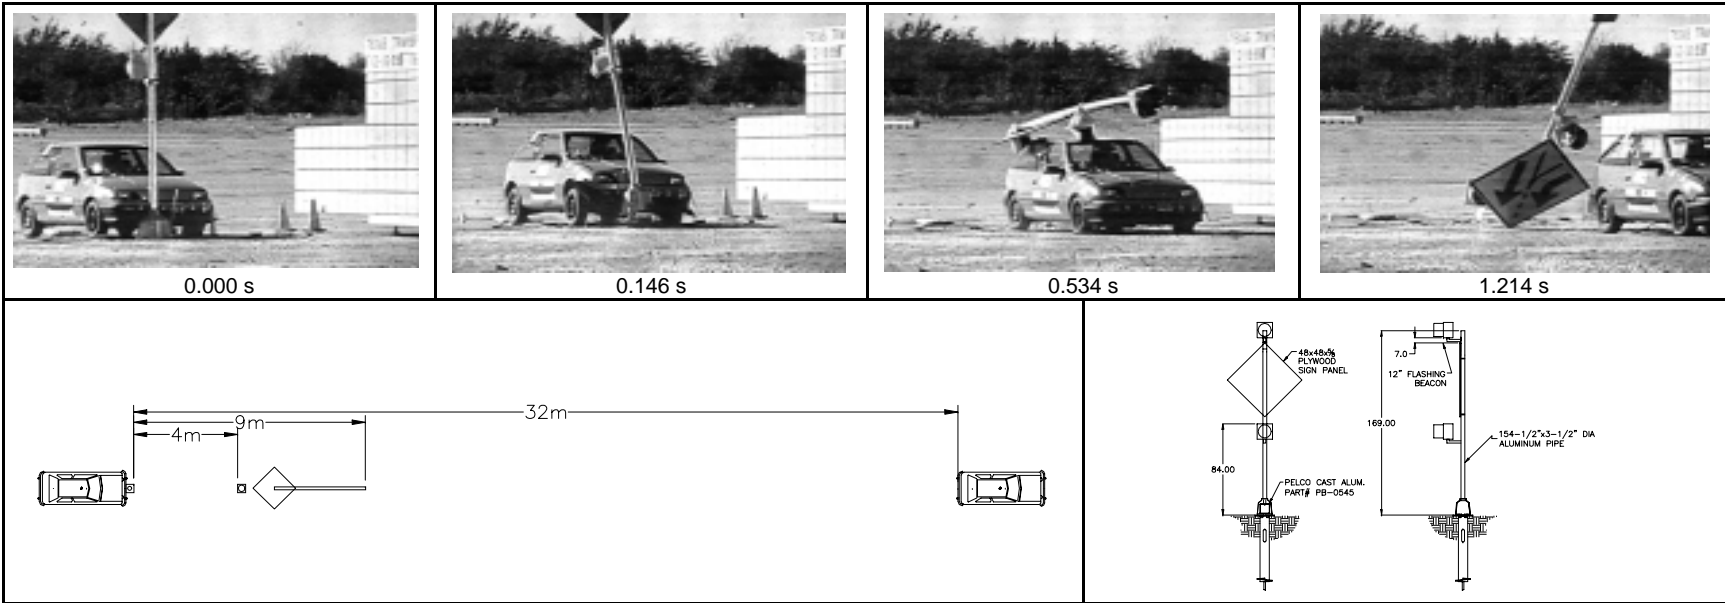 0.000 s
0.146 s
0.534 s
1.214 s
32m
9m
4m
48x48x⅝
PLYWOOD
SIGN PANEL
84.00
PELCO CAST ALUM.
PART# PB-0545
7.0
12" FLASHING
BEACON
169.00
154-1/2"x3-1/2" DIA
ALUMINUM PIPE